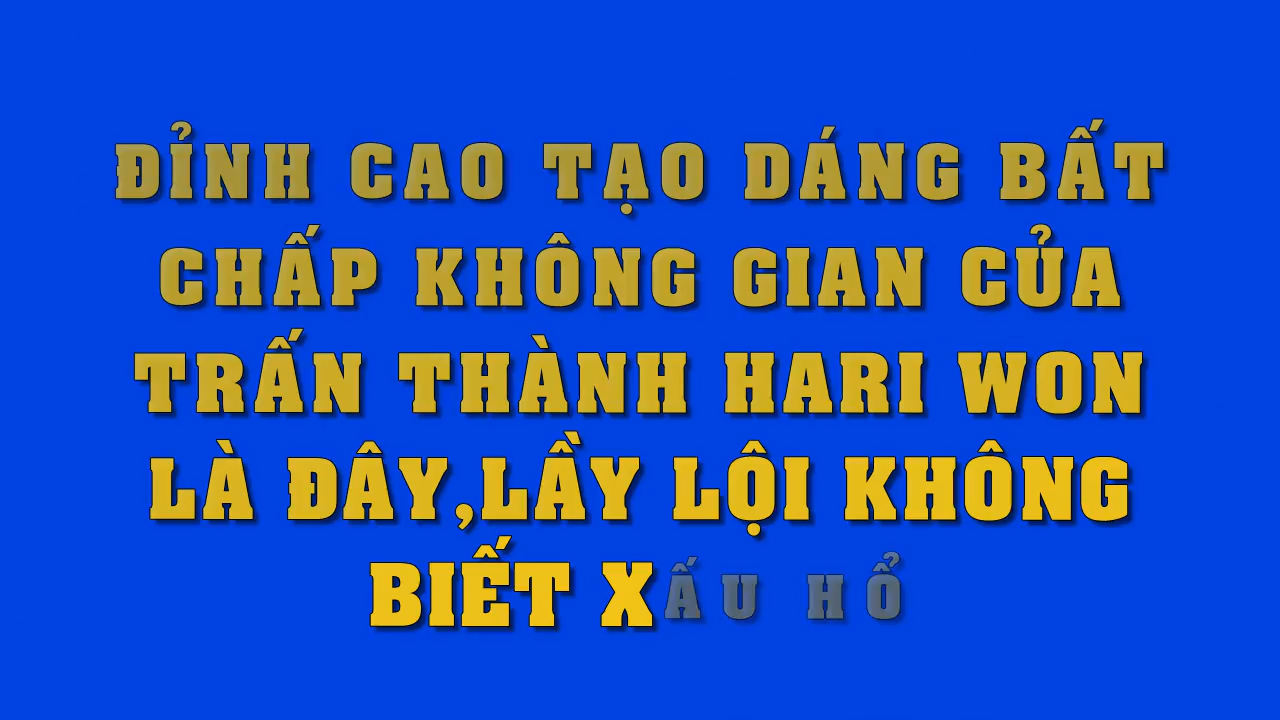 ĐỈNH CAO TẠO DÁNG BẤT
CHẤP KHÔNG GIAN CỦA
TRẤN THÀNH HARI WON
LÀ ĐÂY,LẦY LỘI KHÔNG
BIẾT XẤU HỔ